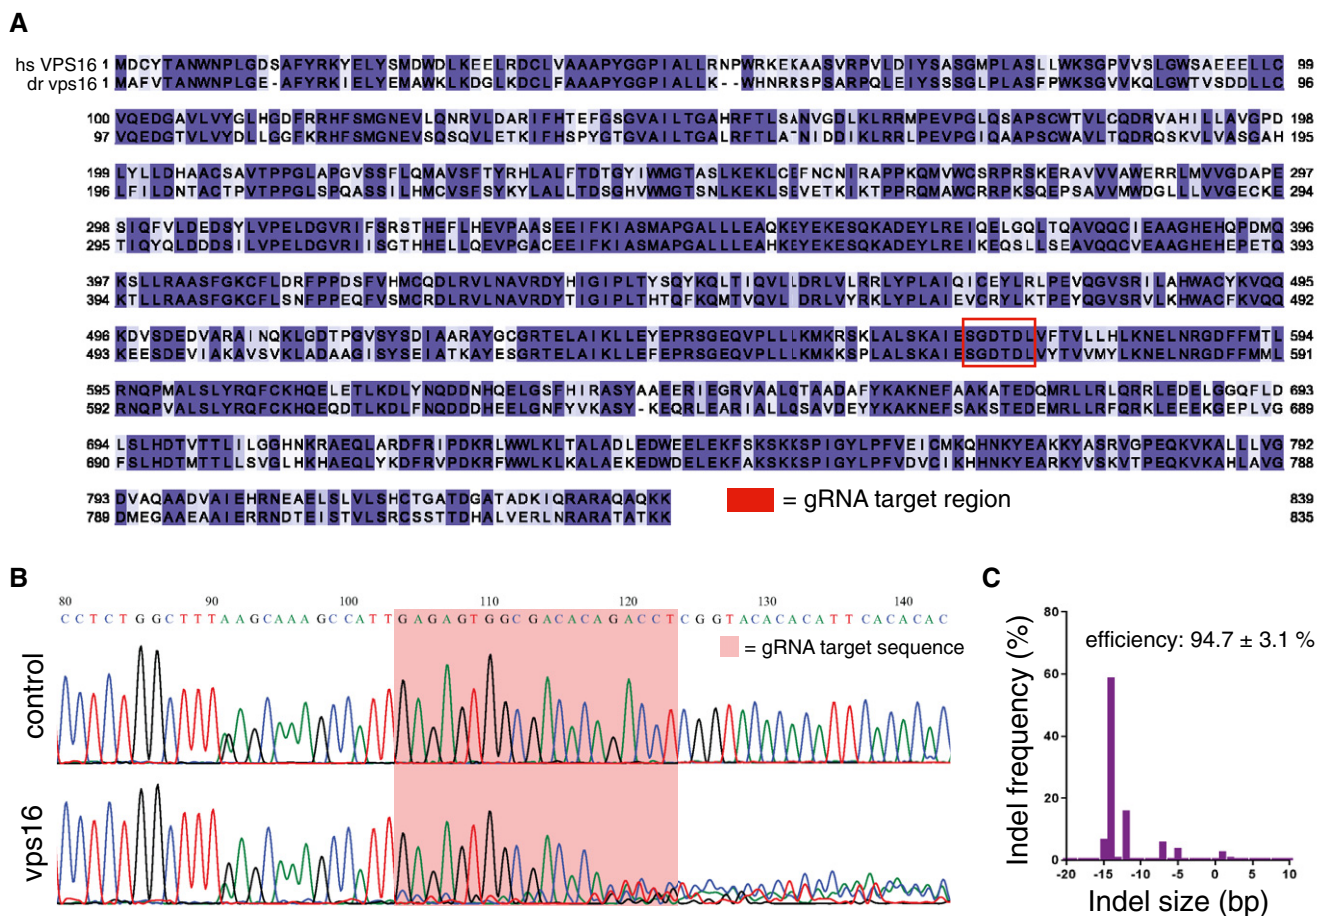 A
hs VPS16 1 MDCYTANWNPLGDSAFYRKYELYSMDWDLKEELRDCLVAAAPYGGPIALLRNPWRKEKAASVRPVLDIYSASGMPLASLLWKSGPVVSLGWSAEEELLC 99
dr vps16 1 MAFVTANWNPLGE-AFYRKIELYEMAWKLKDGLKDCLFAAAPYGGPIALLK--WHNRRSPSARPQLEIYSSSGLPLASFPWKSGVVKQLGWTVSDDLLC 96
100 VQEDGAVLVYGLHGDFRRHFSMGNEVLQNRVLDARIFHTEFGSGVAILTGAHRFTLSANVGDLKLRRMPEVPGLQSAPSCWTVLCQDRVAHILLAVGPD 198
97 VQEDGTVLVYDLLGGFKRHFSMGNEVSQSQVLETKIFHSPYGTGVAILTGALRFTLATNIDDIKLRRLPEVPGIQAAPSCWAVLTQDRQSKVLVASGAH 195
199 LYLLDHAACSAVTPPGLAPGVSSFLQMAVSFTYRHLALFTDTGYIWMGTASLKEKLCEFNCNIRAPPKQMVWCSRPRSKERAVVVAWERRLMVVGDAPE 297
196 LFILDNTACTPVTPPGLSPQASSILHMCVSFSYKYLALLTDSGHVWMGTSNLKEKLSEVETKIKTPPRQMAWCRRPKSQEPSAVVMWDGLLLVVGECKE 294
298 SIQFVLDEDSYLVPELDGVRIFSRSTHEFLHEVPAASEEIFKIASMAPGALLLEAQKEYEKESQKADEYLREIQELGQLTQAVQQCIEAAGHEHQPDMQ 396
295 TIQYQLDDDSILVPELDGVRIISGTHHELLQEVPGACEEIFKIASMAPGALLLEAHKEYEKESQKADEYLREIKEQSLLSEAVQQCVEAAGHEHEPETQ 393
397 KSLLRAASFGKCFLDRFPPDSFVHMCQDLRVLNAVRDYHIGIPLTYSQYKQLTIQVLLDRLVLRRLYPLAIQICEYLRLPEVQGVSRILAHWACYKVQQ 495
394 KTLLRAASFGKCFLSNFPPEQFVSMCRDLRVLNAVRDYTIGIPLTHTQFKQMTVQVLIDRLVYRKLYPLAIEVCRYLKTPEYQGVSRVLKHWACFKVQQ 492
496 KDVSDEDVARAINQKLGDTPGVSYSDIAARAYGCGRTELAIKLLEYEPRSGEQVPLLLKMKRSKLALSKAIESGDTDLVFTVLLHLKNELNRGDFFMTL 594
493 KEESDEVIAKAVSVKLADAAGISYSEIATKAYESGRTELAIKLLEFEPRSGEQVPLLLKMKKSPLALSKAIESGDTDLVYTVVMYLKNELNRGDFFMML 591
595 RNQPMALSLYRQFCKHQELETLKDLYNQDDNHQELGSFHIRASYAAEERIEGRVAALQTAADAFYKAKNEFAAKATEDQMRLLRLQRRLEDELGGQFLD 693
592 RNQPVALSLYRQFCKHQEQDTLKDLFNQDDDHEELGNFYVKASY-KEQRLEARIALLQSAVDEYYKAKNEFSAKSTEDEMRLLRFQRKLEEEKGEPLVG 689
694 LSLHDTVTTLILGGHNKRAEQLARDFRIPDKRLWWLKLTALADLEDWEELEKFSKSKKSPIGYLPFVEICMKQHNKYEAKKYASRVGPEQKVKALLLVG 792
690 FSLHDTMTTLLSVGLHKHAEQLYKDFRVPDKRFWWLKLKALAEKEDWDELEKFAKSKKSPIGYLPFVDVCIKHHNKYEARKYVSKVTPEQKVKAHLAVG 788
793 DVAQAADVAIEHRNEAELSLVLSHCTGATDGATADKIQRARAQAQKK 839
789 DMEGAAEAAIERRNDTEISTVLSRCSSTTDHALVERLNRARATATKK 835
= gRNA target region
B
80 90 100 110 120 130 140
CCTCTGGCTTTAAGCAAAGCCATTGAGAGTGGCGACACAGACCTCGGTACACACATTCACACAC
= gRNA target sequence
control
vps16
C
Indel frequency (%)
80
60
40
20
0
efficiency: 94.7 ± 3.1 %
-20 -15 -10 -5 0 5 10
Indel size (bp)